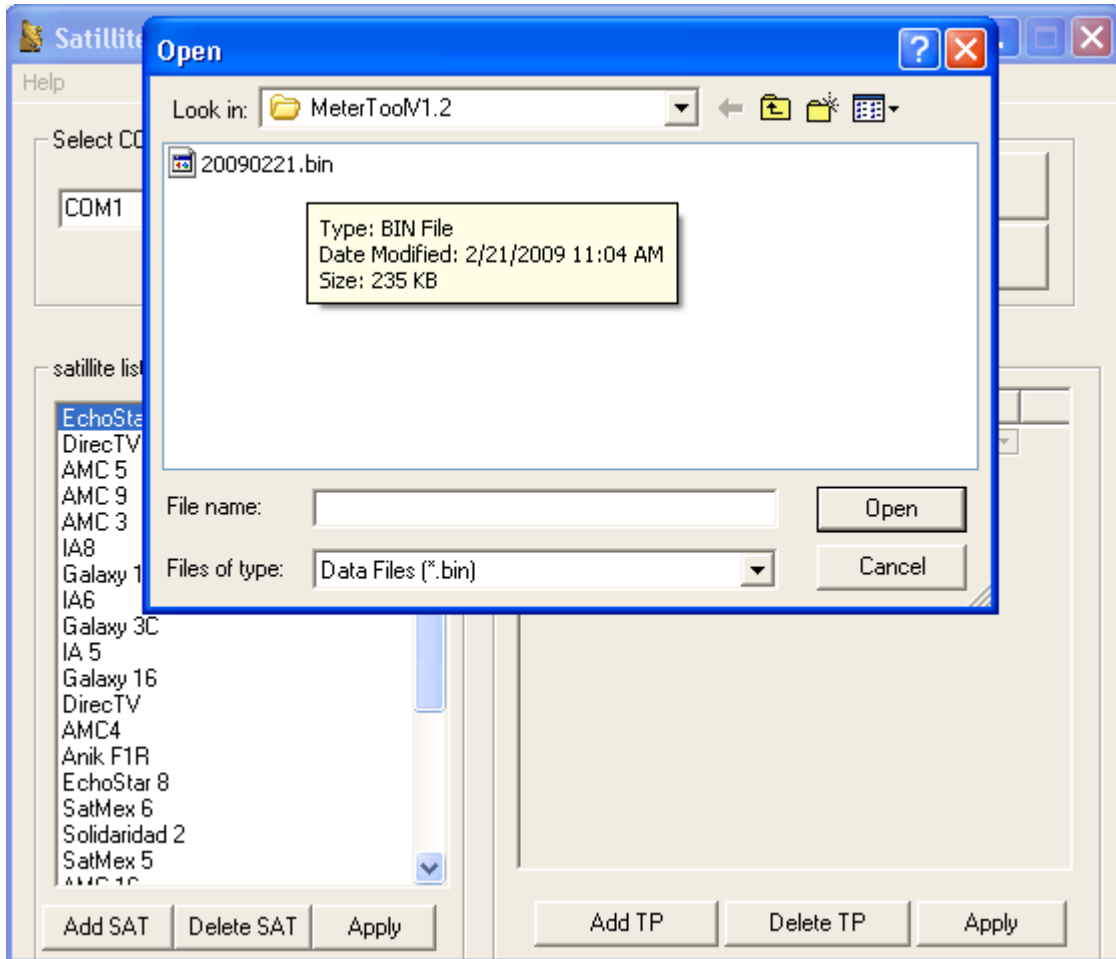 Satillite
Open
Help
Look in: MeterToolV1.2
Select CO
20090221.bin
COM1
Type: BIN File
Date Modified: 2/21/2009 11:04 AM
Size: 235 KB
satillite list
EchoSta
DirecTV
AMC 5
AMC 9
AMC 3
IA8
Galaxy 1
IA6
Galaxy 3C
IA 5
Galaxy 16
DirecTV
AMC4
Anik F1R
EchoStar 8
SatMex 6
Solidaridad 2
SatMex 5
File name:
Open
Files of type: Data Files (*.bin)
Cancel
Add SAT Delete SAT Apply
Add TP Delete TP Apply